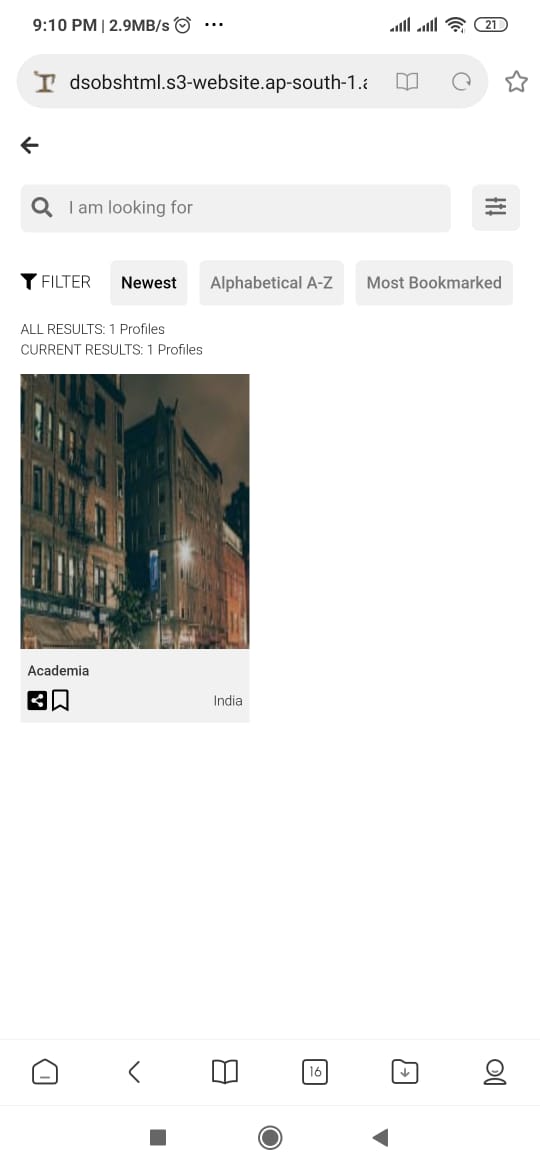 9:10 PM | 2.9MB/s
21
dsobshtml.s3-website.ap-south-1.
I am looking for
FILTER Newest Alphabetical A-Z Most Bookmarked
ALL RESULTS: 1 Profiles
CURRENT RESULTS: 1 Profiles
Academia
India
16